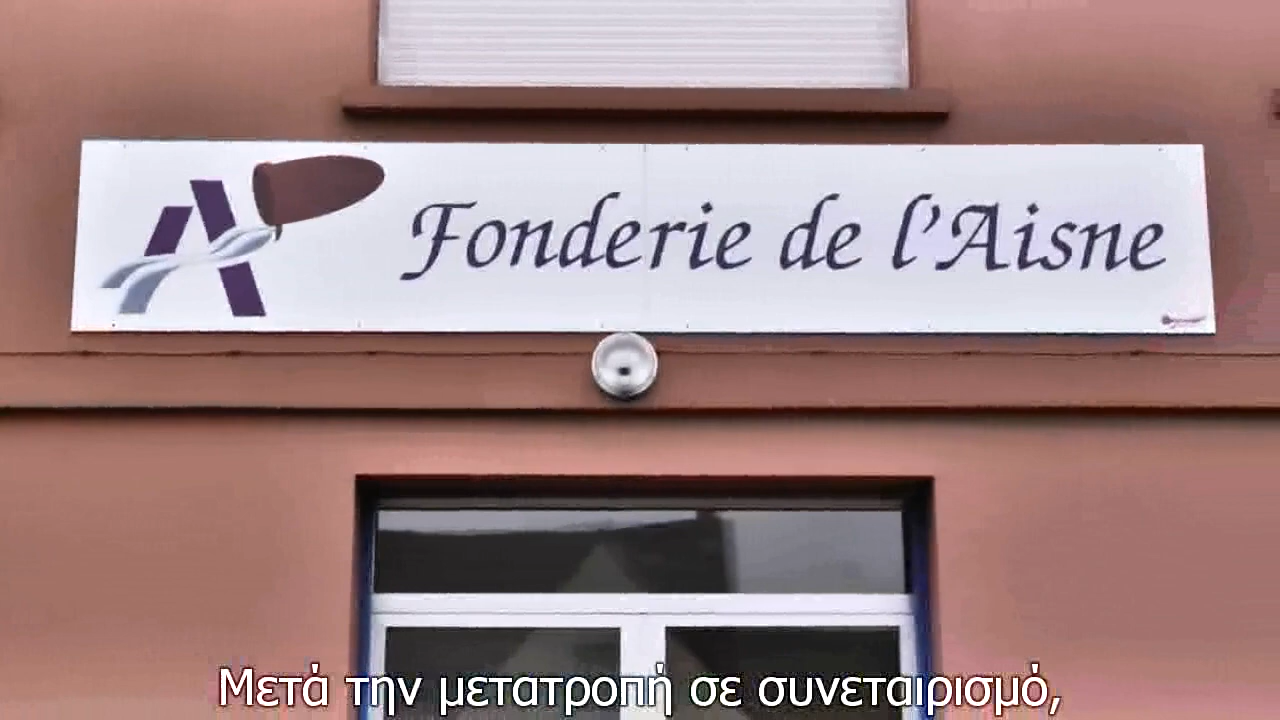 Fonderie de l'Aisne
Μετά την μετατροπή σε συνεταιρισμό,